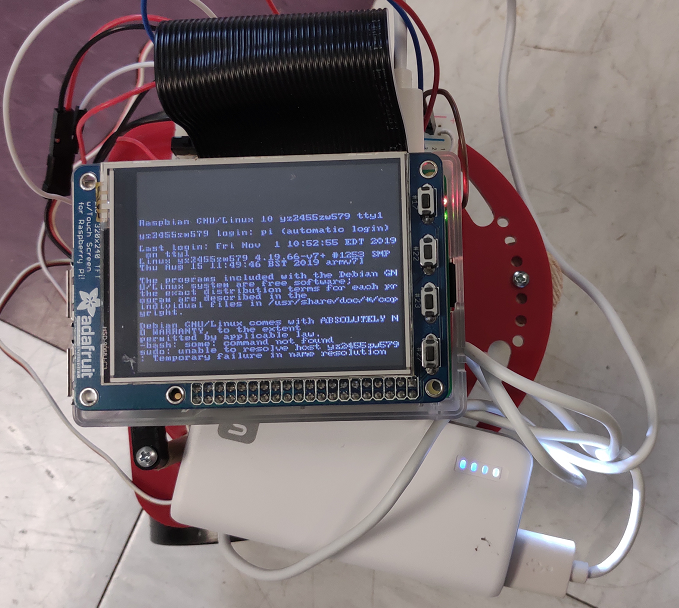 Raspbian GNU/Linux 10 yz2455zw579 tty1
yz2455zw579 login: pi (automatic login)
Last login: Fri Nov  1 10:52:55 EDT 2019
 on tty1
Linux yz2455zw579 4.19.66-v7+ #1253 SMP
Thu Aug 15 11:49:46 BST 2019 armv7l
The programs included with the Debian GN
U/Linux system are free software;
the exact distribution terms for each pr
ogram are described in the
individual files in /usr/share/doc/*/cop
yright.
Debian GNU/Linux comes with ABSOLUTELY N
O WARRANTY, to the extent
permitted by applicable law.
-bash: some: command not found
sudo: unable to resolve host yz2455zw579
: Temporary failure in name resolution
320x240 TFT
w/Touch Screen
for Raspberry Pi!
adafruit
#22
#23